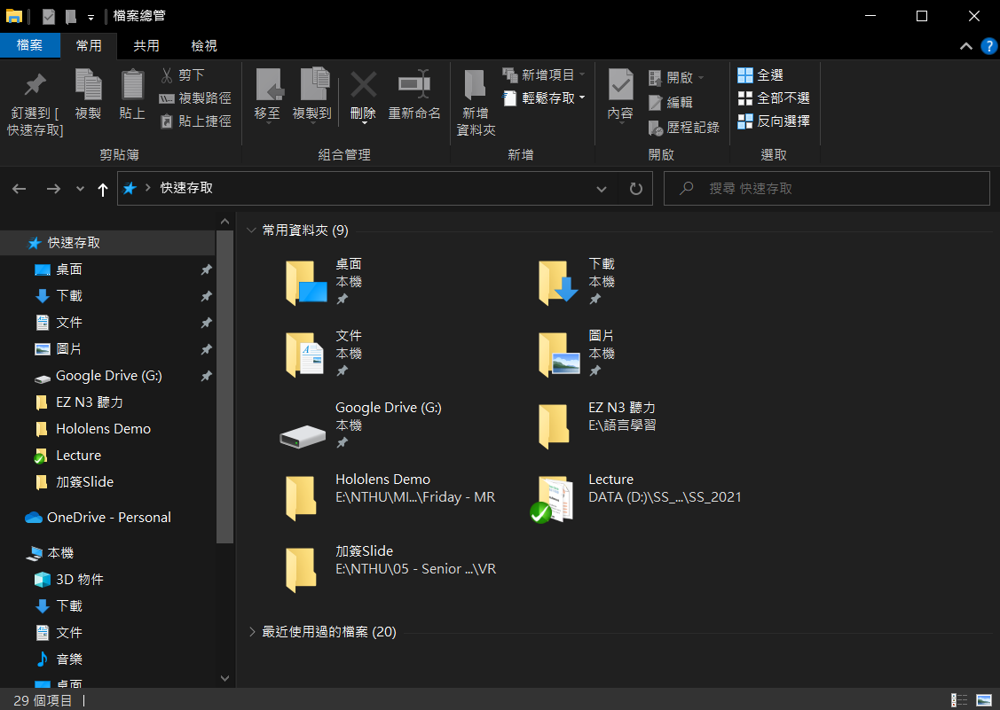 檔案總管
檔案 常用 共用 檢視
釘選到 [
快速存取]
複製
貼上
剪下
複製路徑
貼上捷徑
剪貼簿
移至
複製到
刪除
重新命名
組合管理
新增
資料夾
新增項目
輕鬆存取
新增
內容
開啟
編輯
歷程記錄
開啟
全選
全部不選
反向選擇
選取
快速存取
搜尋 快速存取
快速存取
桌面
下載
文件
圖片
Google Drive (G:)
EZ N3 聽力
Hololens Demo
Lecture
加簽Slide
OneDrive - Personal
本機
3D 物件
下載
文件
音樂
桌面
常用資料夾 (9)
桌面
本機
下載
本機
文件
本機
圖片
本機
Google Drive (G:)
本機
EZ N3 聽力
E:\語言學習
Hololens Demo
E:\NTHU\MI...\Friday - MR
Lecture
DATA (D:)\SS_...\SS_2021
加簽Slide
E:\NTHU\05 - Senior ...\VR
最近使用過的檔案 (20)
29 個項目